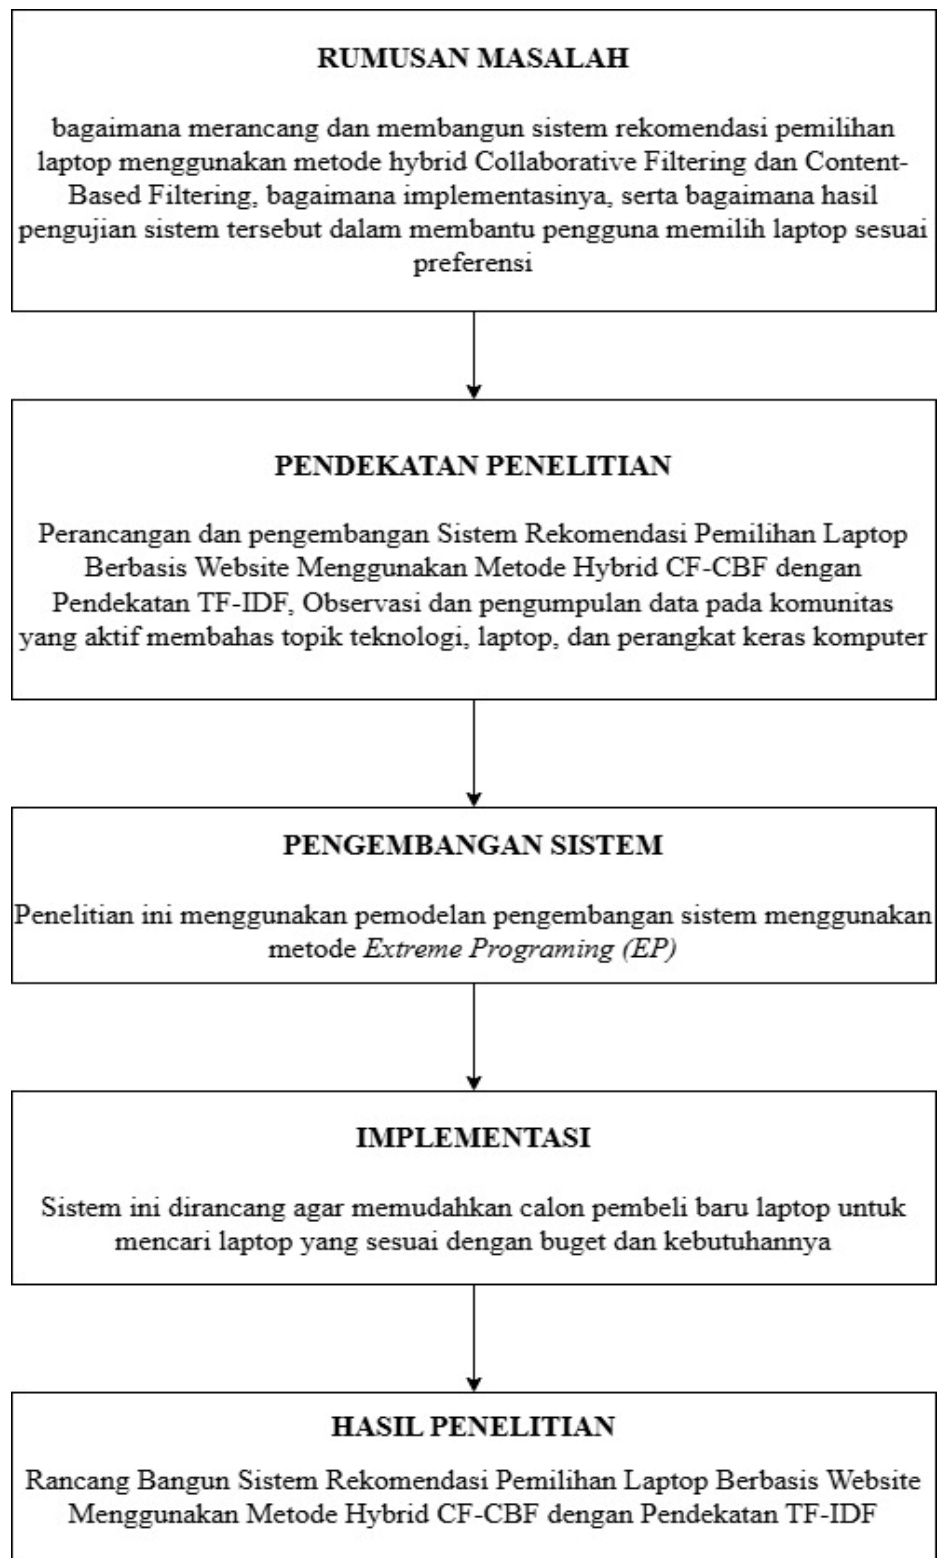 RUMUSAN MASALAH
bagaimana merancang dan membangun sistem rekomendasi pemilihan
laptop menggunakan metode hybrid Collaborative Filtering dan Content-
Based Filtering, bagaimana implementasinya, serta bagaimana hasil
pengujian sistem tersebut dalam membantu pengguna memilih laptop sesuai
preferensi
PENDEKATAN PENELITIAN
Perancangan dan pengembangan Sistem Rekomendasi Pemilihan Laptop
Berbasis Website Menggunakan Metode Hybrid CF-CBF dengan
Pendekatan TF-IDF, Observasi dan pengumpulan data pada komunitas
yang aktif membahas topik teknologi, laptop, dan perangkat keras komputer
PENGEMBANGAN SISTEM
Penelitian ini menggunakan pemodelan pengembangan sistem menggunakan
metode Extreme Programing (EP)
IMPLEMENTASI
Sistem ini dirancang agar memudahkan calon pembeli baru laptop untuk
mencari laptop yang sesuai dengan buget dan kebutuhannya
HASIL PENELITIAN
Rancang Bangun Sistem Rekomendasi Pemilihan Laptop Berbasis Website
Menggunakan Metode Hybrid CF-CBF dengan Pendekatan TF-IDF